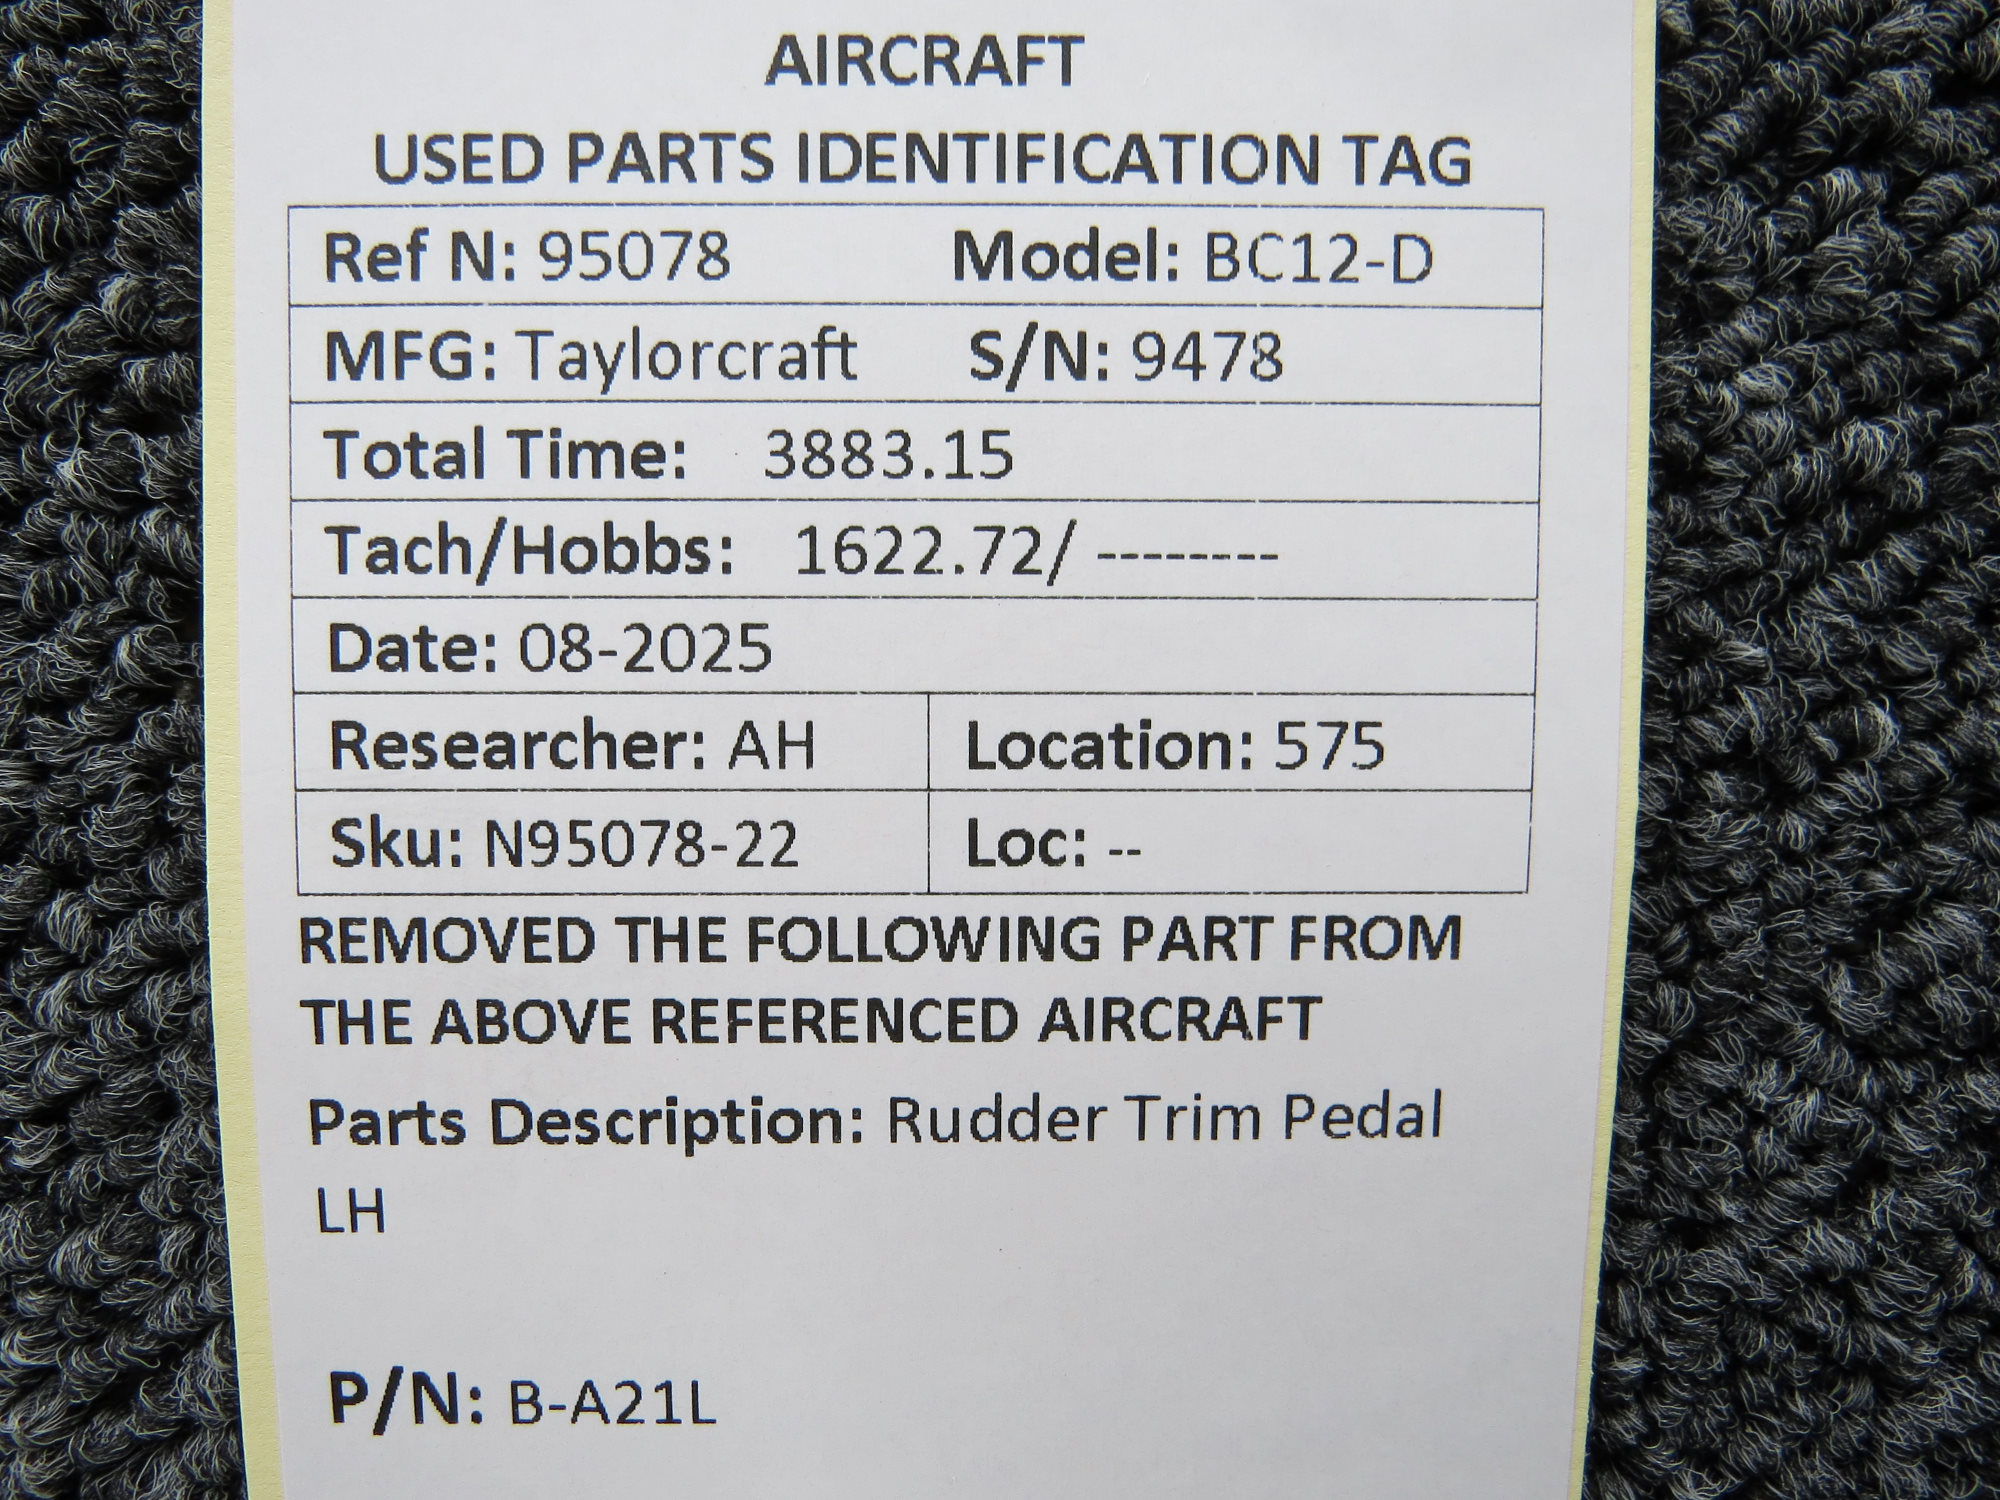 AIRCRAFT
USED PARTS IDENTIFICATION TAG
Ref N: 95078 Model: BC12-D
MFG: Taylorcraft S/N: 9478
Total Time: 3883.15
Tach/Hobbs: 1622.72/ --------
Date: 08-2025
Researcher: AH Location: 575
Sku: N95078-22 Loc: --
REMOVED THE FOLLOWING PART FROM
THE ABOVE REFERENCED AIRCRAFT
Parts Description: Rudder Trim Pedal
LH
P/N: B-A21L